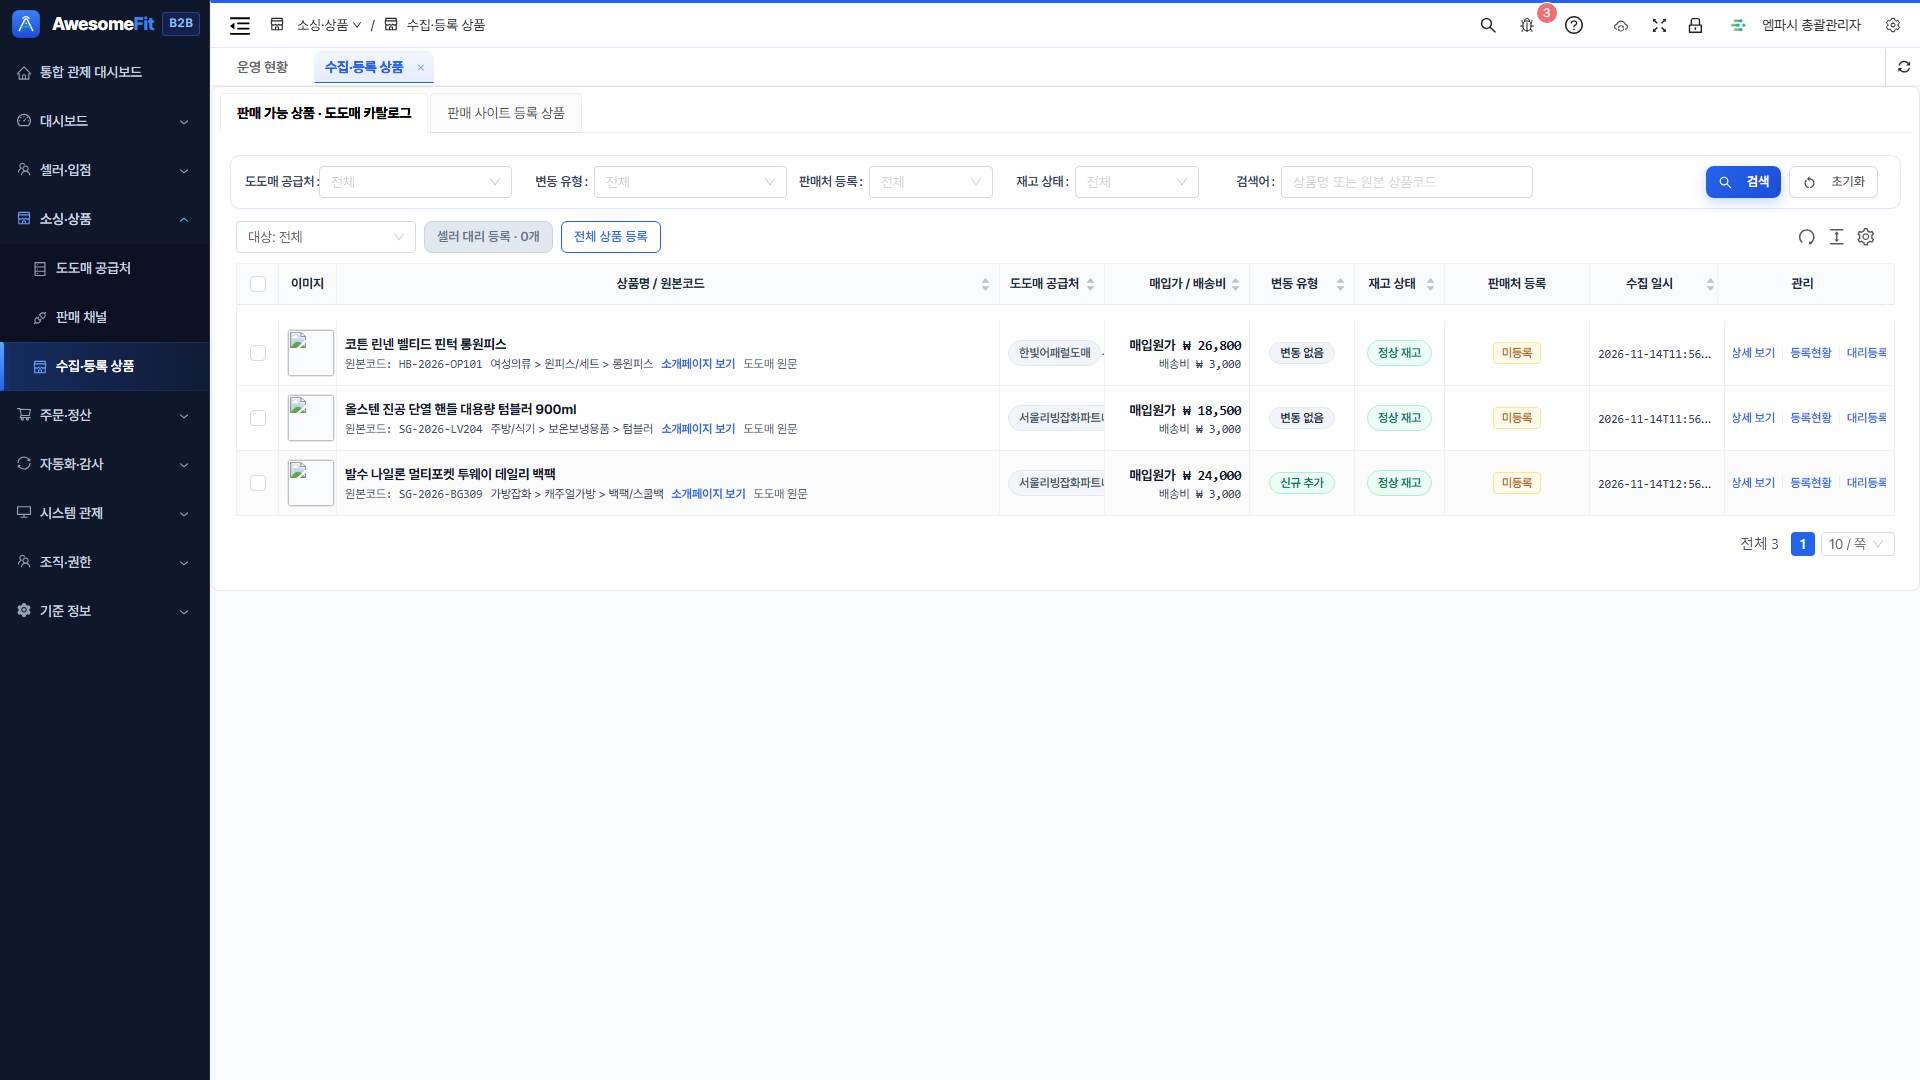 AwesomeFit B2B
통합 관제 대시보드
대시보드
셀러·입점
소싱·상품
도도매 공급처
판매 채널
수집·등록 상품
주문·정산
자동화·감사
시스템 관제
조직·권한
기준 정보
소싱·상품 / 수집·등록 상품
3
엠파시 총괄관리자
운영 현황
수집·등록 상품 ×
판매 가능 상품 · 도도매 카탈로그
판매 사이트 등록 상품
도도매 공급처 : 전체
변동 유형 : 전체
판매처 등록 : 전체
재고 상태 : 전체
검색어 : 상품명 또는 원본 상품코드
검색
초기화
대상: 전체
셀러 대리 등록 · 0개
전체 상품 등록
이미지 상품명 / 원본코드 도도매 공급처 매입가 / 배송비 변동 유형 재고 상태 판매처 등록 수집 일시 관리
코튼 린넨 벨티드 핀턱 롱원피스
원본코드: HB-2026-OP101 여성의류 > 원피스/세트 > 롱원피스 소개페이지 보기 도도매 원문
한빛어패럴도매
매입원가 ₩ 26,800
배송비 ₩ 3,000
변동 없음
정상 재고
미등록
2026-11-14T11:56...
상세 보기 등록현황 대리등록
올스텐 진공 단열 핸들 대용량 텀블러 900ml
원본코드: SG-2026-LV204 주방/식기 > 보온보냉용품 > 텀블러 소개페이지 보기 도도매 원문
서울리빙잡화파트너
매입원가 ₩ 18,500
배송비 ₩ 3,000
변동 없음
정상 재고
미등록
2026-11-14T11:56...
상세 보기 등록현황 대리등록
발수 나일론 멀티포켓 투웨이 데일리 백팩
원본코드: SG-2026-BG309 가방잡화 > 캐주얼가방 > 백팩/스쿨백 소개페이지 보기 도도매 원문
서울리빙잡화파트너
매입원가 ₩ 24,000
배송비 ₩ 3,000
신규 추가
정상 재고
미등록
2026-11-14T12:56...
상세 보기 등록현황 대리등록
전체 3
1
10 / 쪽